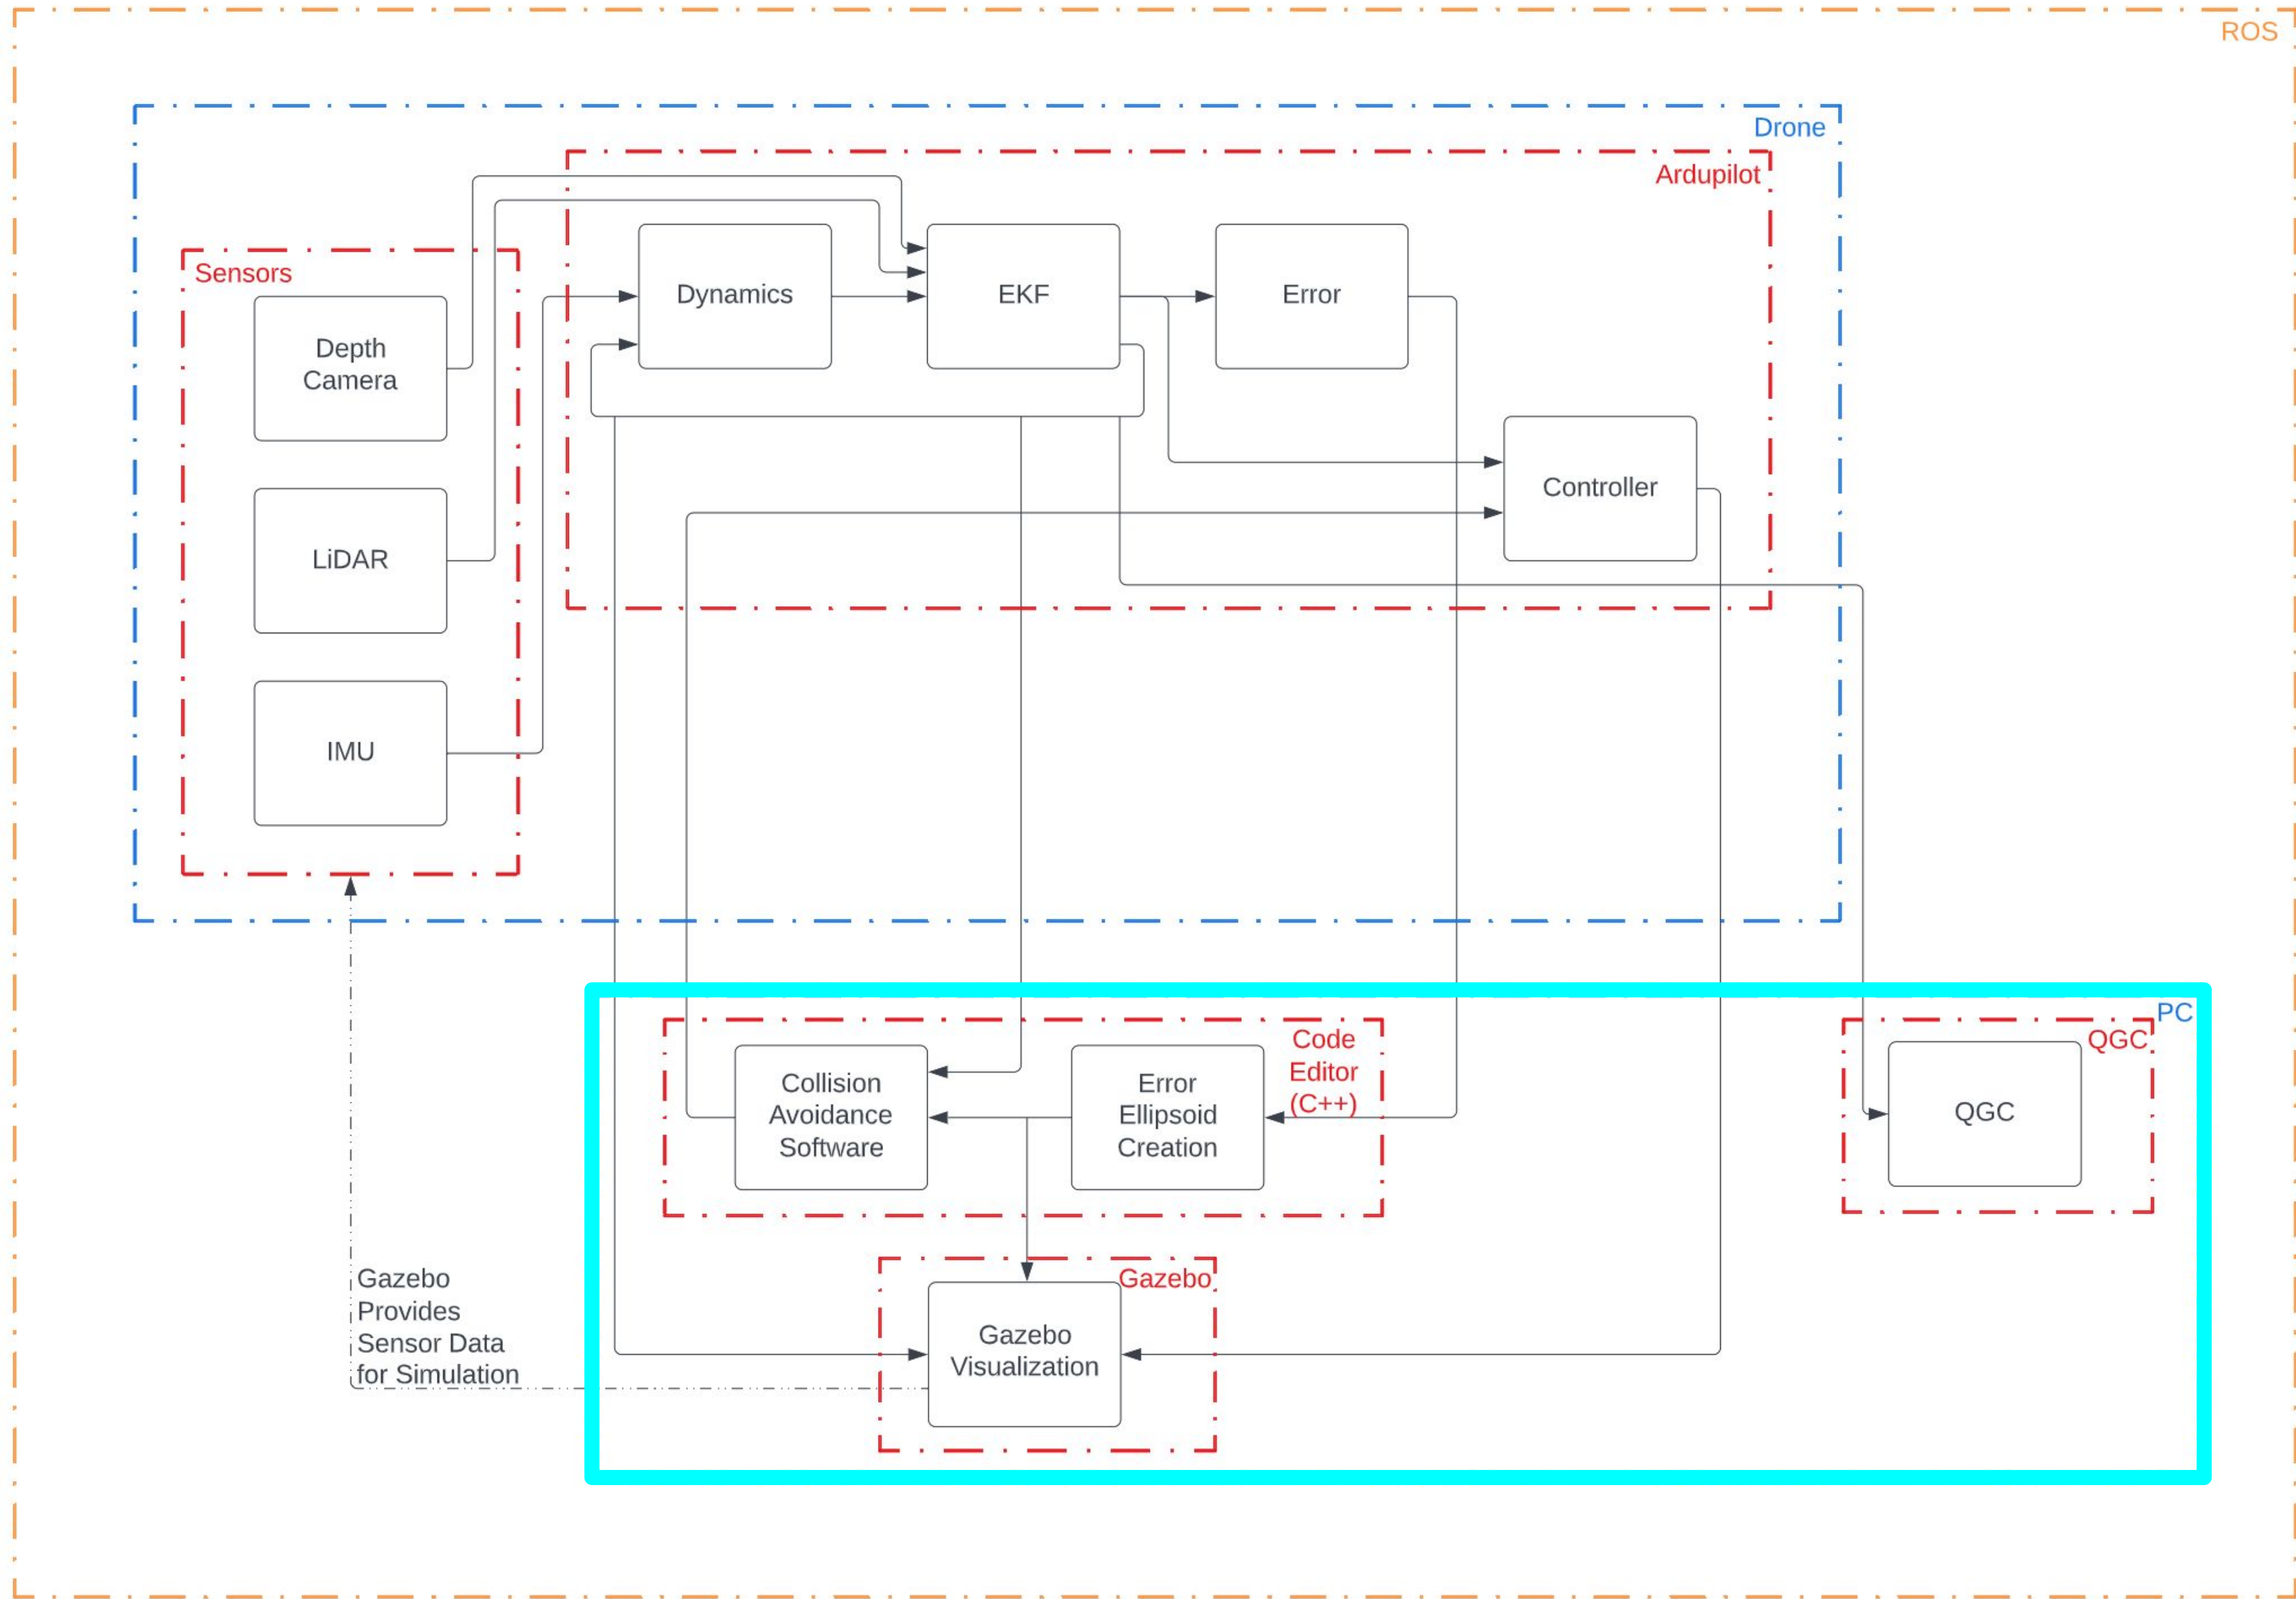 ROS
Drone
Ardupilot
Sensors
Dynamics
EKF
Error
Depth
Camera
Controller
LiDAR
IMU
PC
Code
Editor
(C++)
QGC
Collision
Avoidance
Software
Error
Ellipsoid
Creation
QGC
Gazebo
Gazebo
Provides
Sensor Data
for Simulation
Gazebo
Visualization